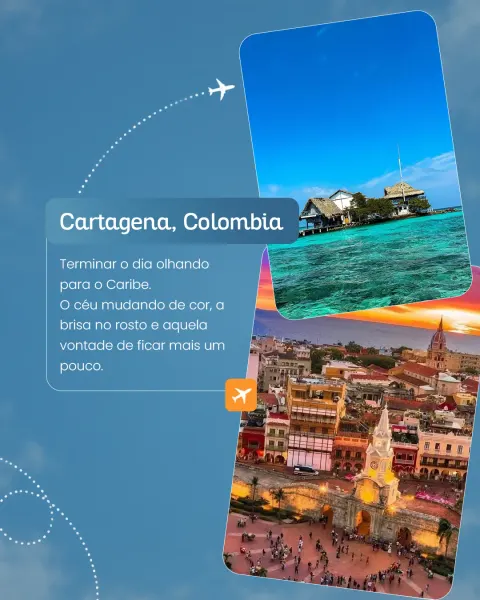 Cartagena, Colombia
Terminar o dia olhando
para o Caribe.
O céu mudando de cor, a
brisa no rosto e aquela
vontade de ficar mais um
pouco.